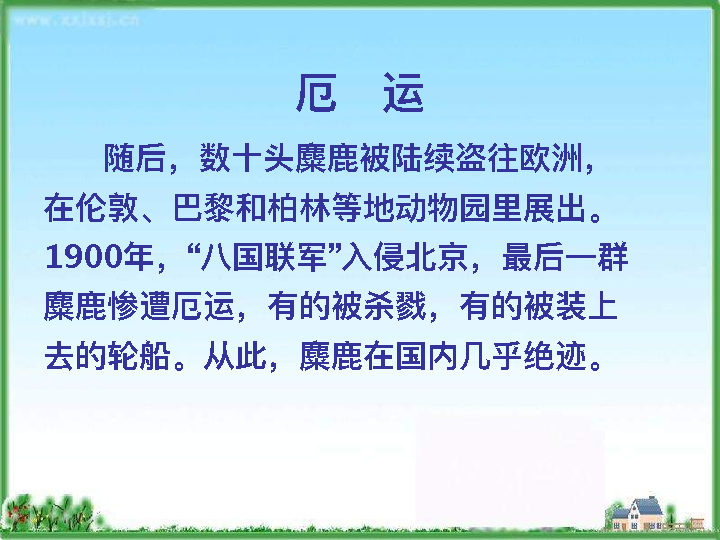 www.xxjxsj.cn
厄 运
随后，数十头麋鹿被陆续盗往欧洲，
在伦敦、巴黎和柏林等地动物园里展出。
1900年，“八国联军”入侵北京，最后一群
麋鹿惨遭厄运，有的被杀戮，有的被装上
去的轮船。从此，麋鹿在国内几乎绝迹。